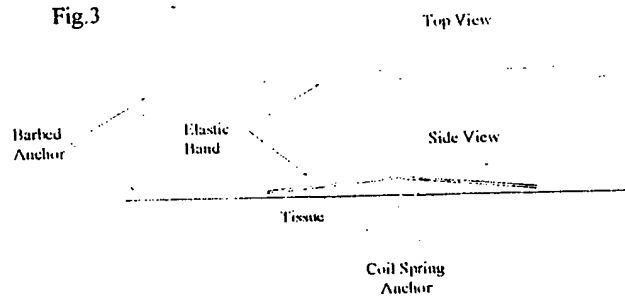 Fig.3
Top View
Barbed
Anchor
Elastic
Band
Side View
Tissue
Coil Spring
Anchor